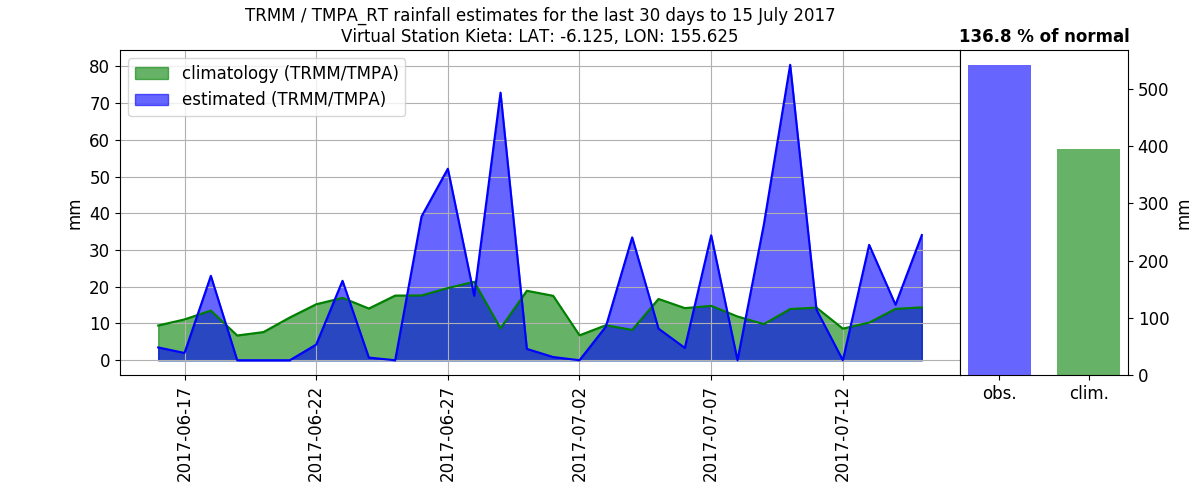 TRMM / TMPA_RT rainfall estimates for the last 30 days to 15 July 2017
Virtual Station Kieta: LAT: -6.125, LON: 155.625
136.8 % of normal
climatology (TRMM/TMPA)
estimated (TRMM/TMPA)
mm
80
70
60
50
40
30
20
10
0
2017-06-17
2017-06-22
2017-06-27
2017-07-02
2017-07-07
2017-07-12
500
400
300
200
100
0
mm
obs.
clim.